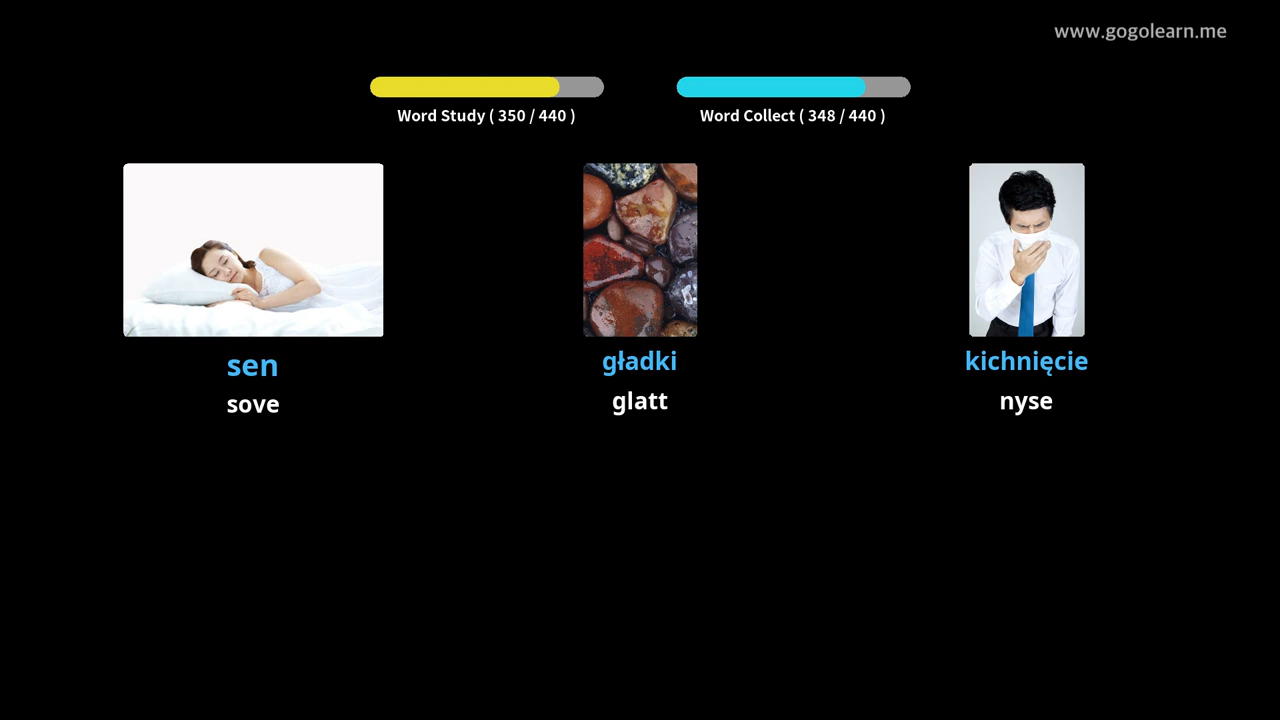 www.gogolearn.me
Word Study ( 350 / 440 )
Word Collect ( 348 / 440 )
sen
sove
gładki
glatt
kichnięcie
nyse